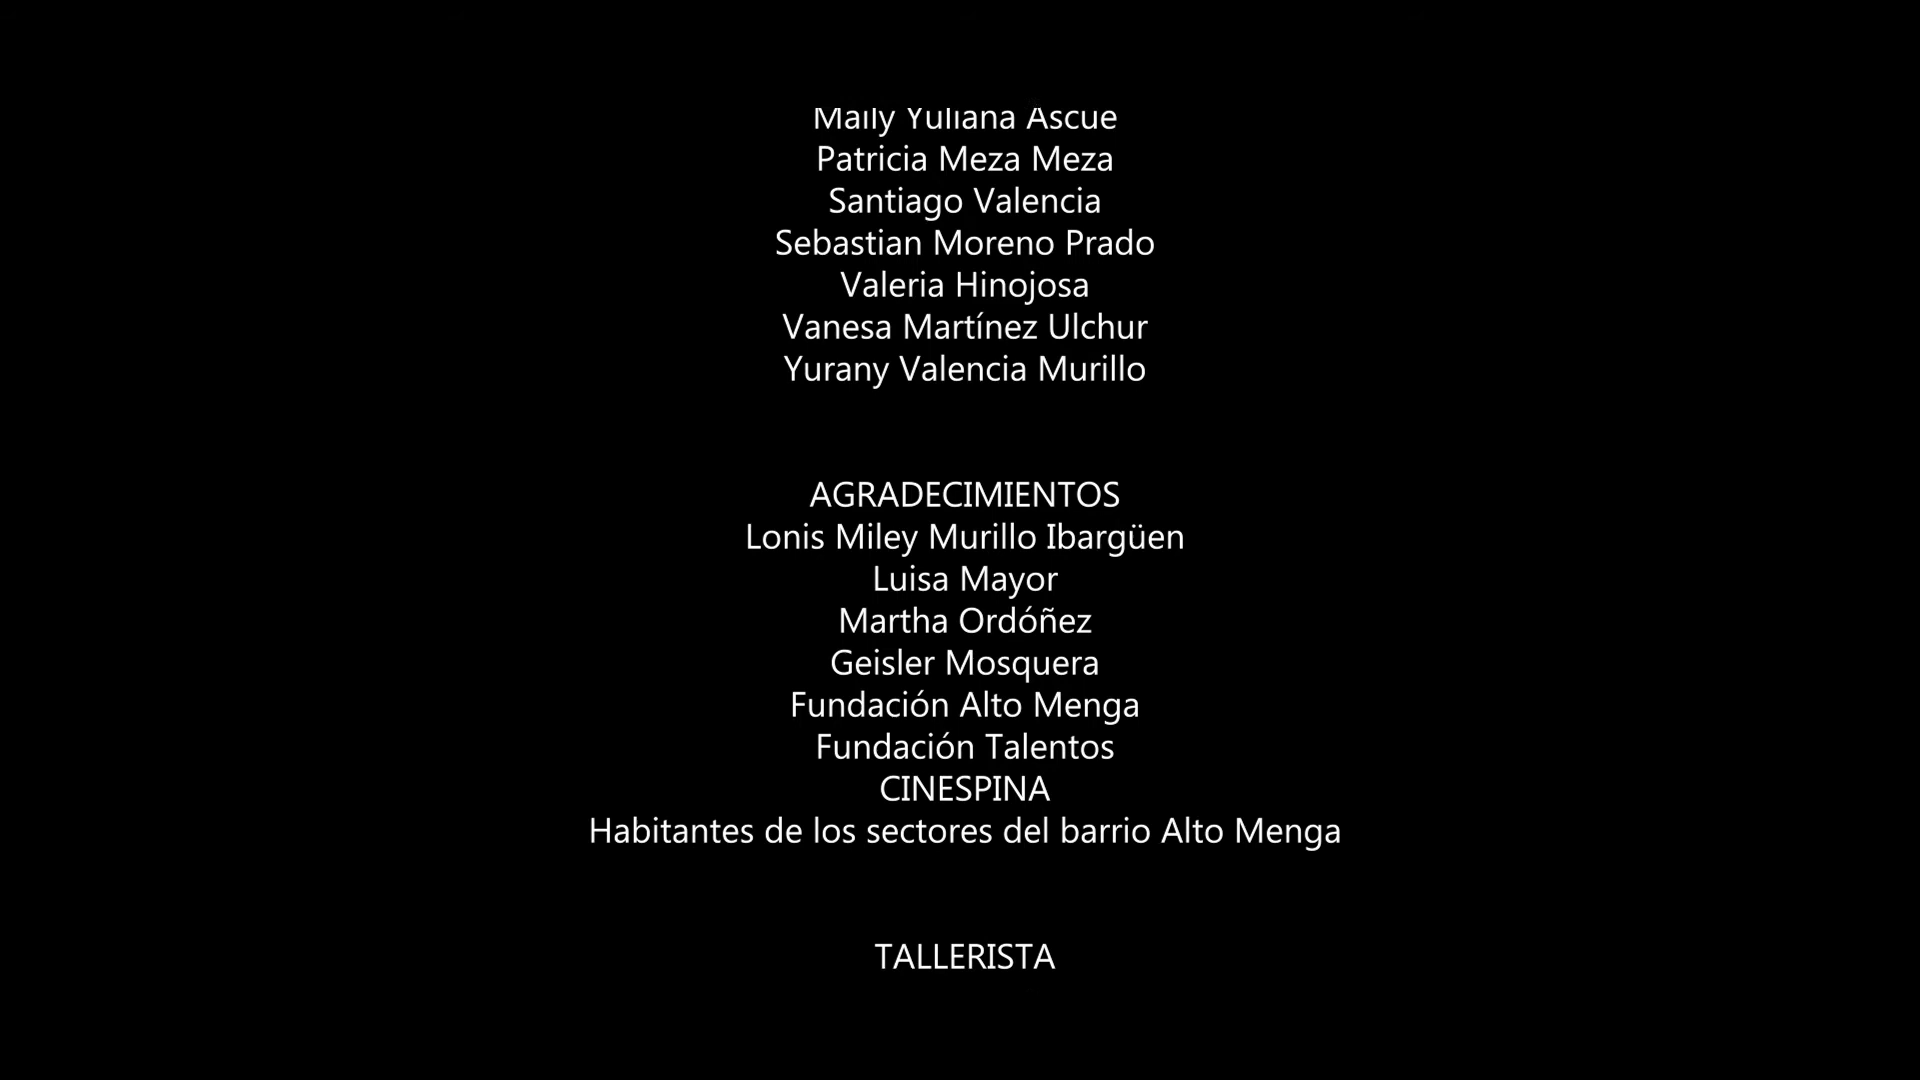 Maily Yuliana Ascue
Patricia Meza Meza
Santiago Valencia
Sebastian Moreno Prado
Valeria Hinojosa
Vanesa Martínez Ulchur
Yurany Valencia Murillo
AGRADECIMIENTOS
Lonis Miley Murillo Ibargüen
Luisa Mayor
Martha Ordóñez
Geisler Mosquera
Fundación Alto Menga
Fundación Talentos
CINESPINA
Habitantes de los sectores del barrio Alto Menga
TALLERISTA